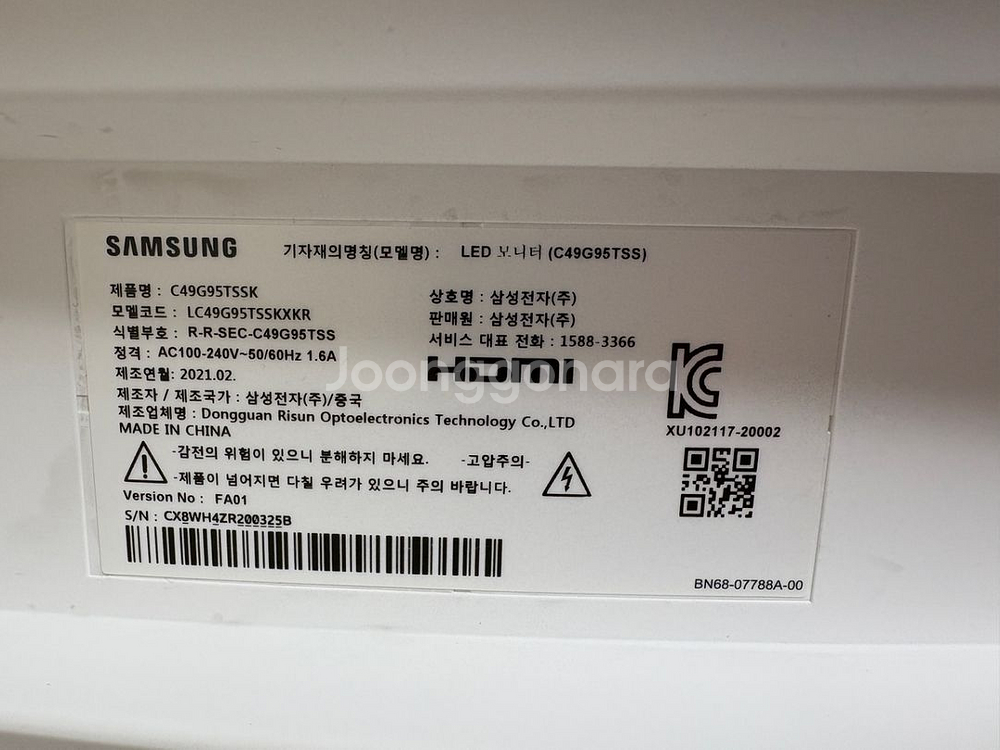 SAMSUNG 기자재의명칭(모델명) : LED 모니터 (C49G95TSS)
제품명 : C49G95TSSK
모델코드 : LC49G95TSSKXKR
식별부호 : R-R-SEC-C49G95TSS
정격 : AC100-240V~50/60Hz 1.6A
제조연월: 2021.02.
제조자 / 제조국가 : 삼성전자(주)/중국
제조업체명 : Dongguan Risun Optoelectronics Technology Co.,LTD
MADE IN CHINA
상호명 : 삼성전자(주)
판매원 : 삼성전자(주)
서비스 대표 전화 : 1588-3366
HDMI
Joonggonara
KC
XU102117-20002
-감전의 위험이 있으니 분해하지 마세요. -고압주의-
-제품이 넘어지면 다칠 우려가 있으니 주의 바랍니다.
Version No : FA01
S/N : CX8WH4ZR200325B
BN68-07788A-00